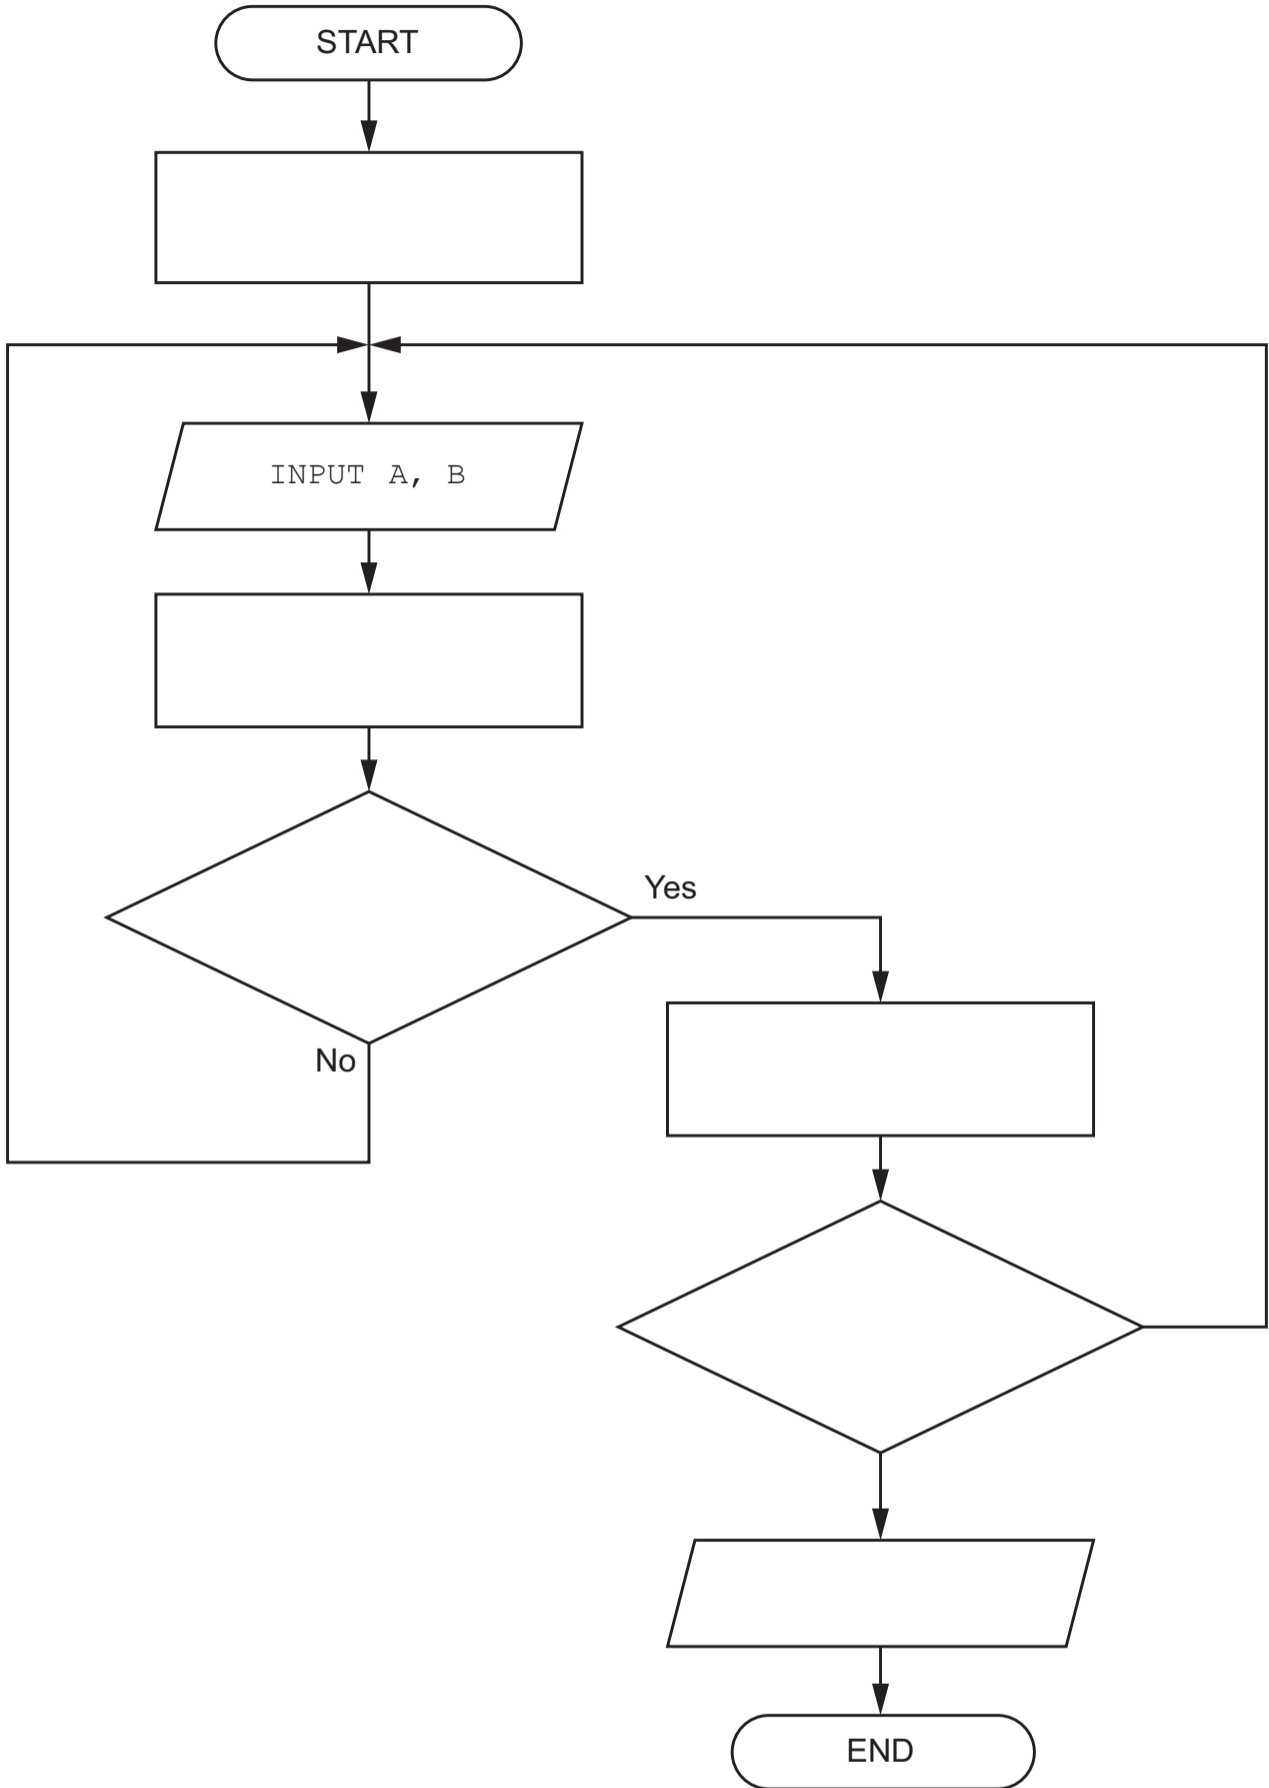 START
INPUT A, B
Yes
No
END